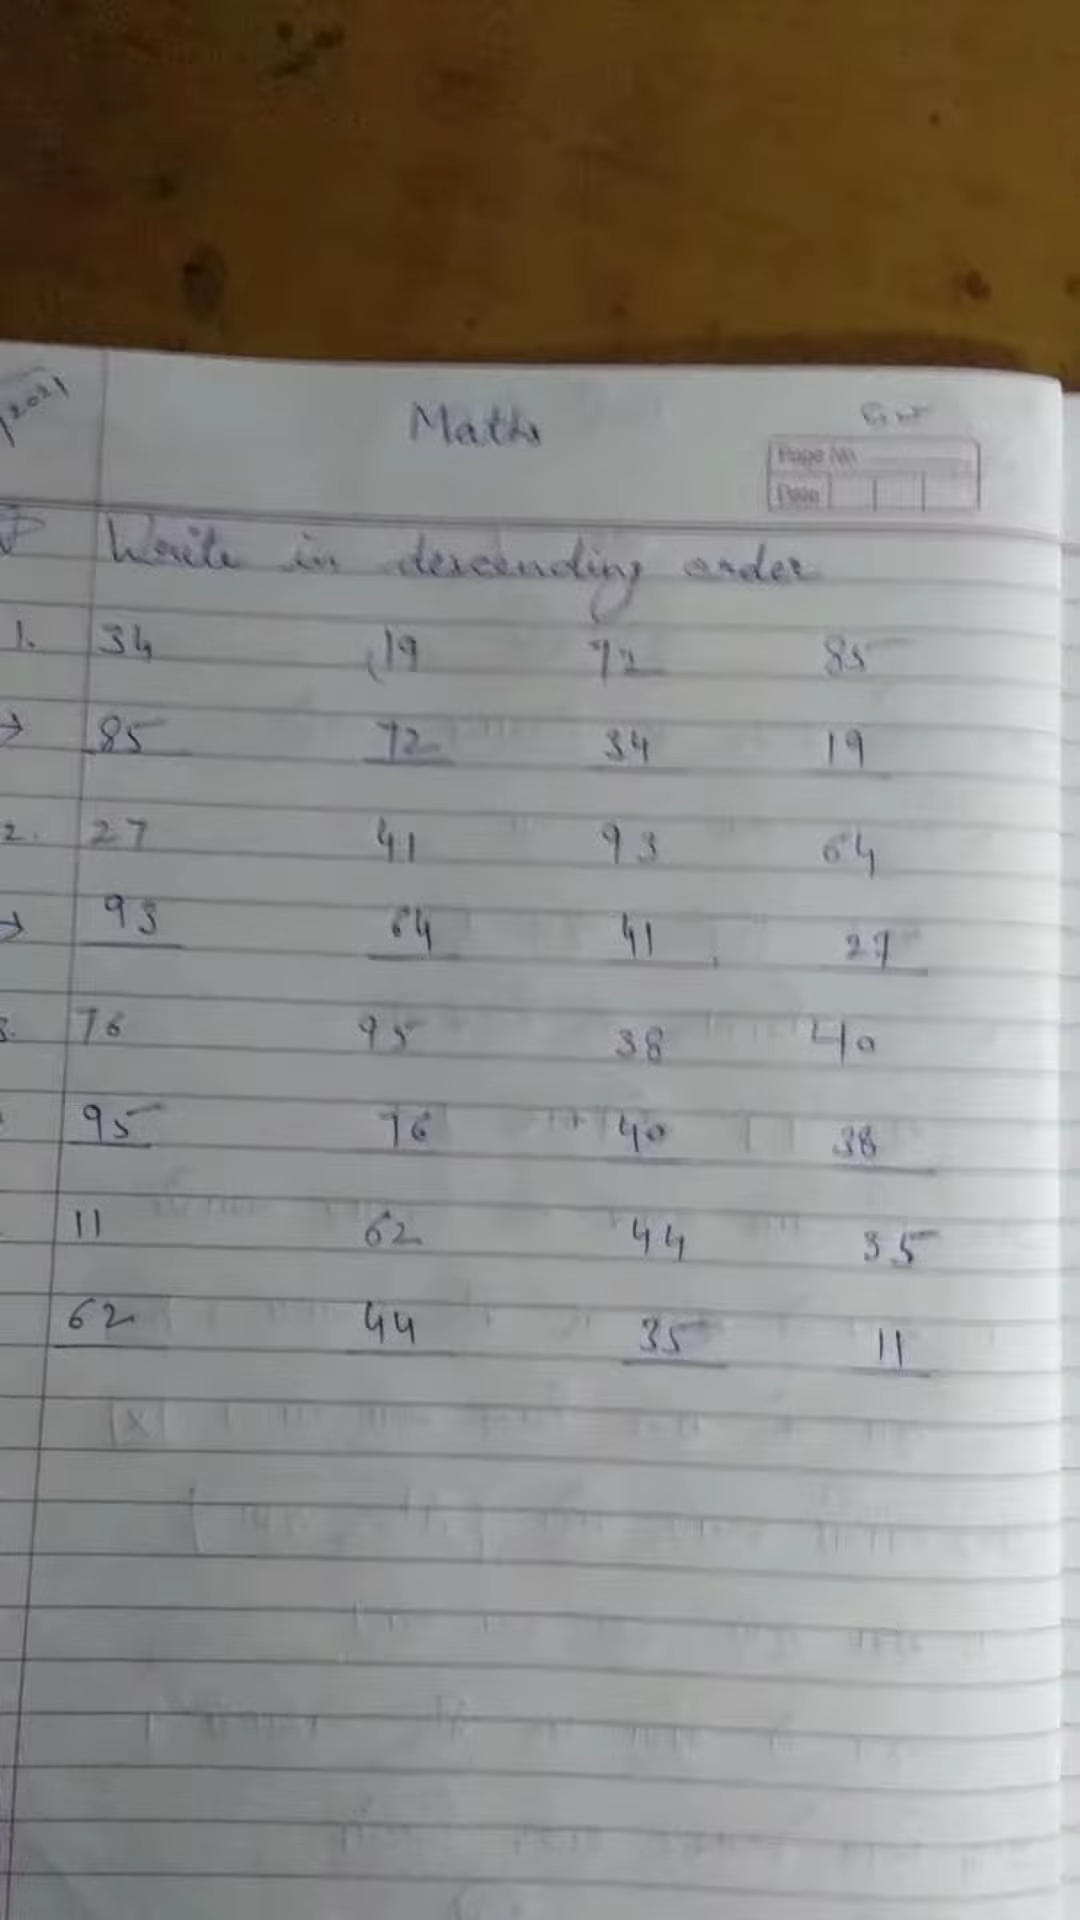 2021
Maths
Page No
Date
Write in descending order
1. 34 19 72 85
→ 85 72 34 19
2. 27 41 93 64
→ 93 64 41 27
3. 76 95 38 40
95 76 40 38
11 62 44 35
62 44 35 11